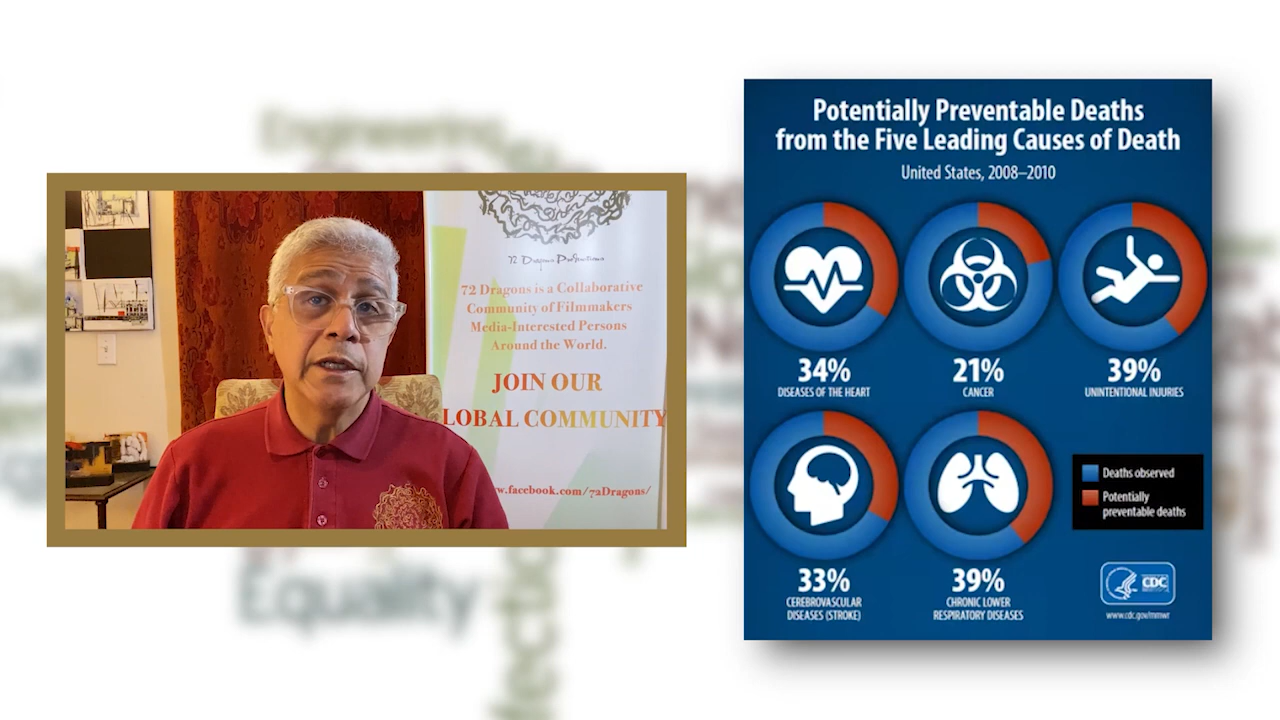 Engineering
Equality
72 Dragons Productions
72 Dragons is a Collaborative
Community of Filmmakers
Media-Interested Persons
Around the World.
JOIN OUR
LOBAL COMMUNITY
w.facebook.com/72Dragons/
Potentially Preventable Deaths
from the Five Leading Causes of Death
United States, 2008–2010
34%
DISEASES OF THE HEART
21%
CANCER
39%
UNINTENTIONAL INJURIES
33%
CEREBROVASCULAR
DISEASES (STROKE)
39%
CHRONIC LOWER
RESPIRATORY DISEASES
Deaths observed
Potentially
preventable deaths
CDC
www.cdc.gov/mmwr